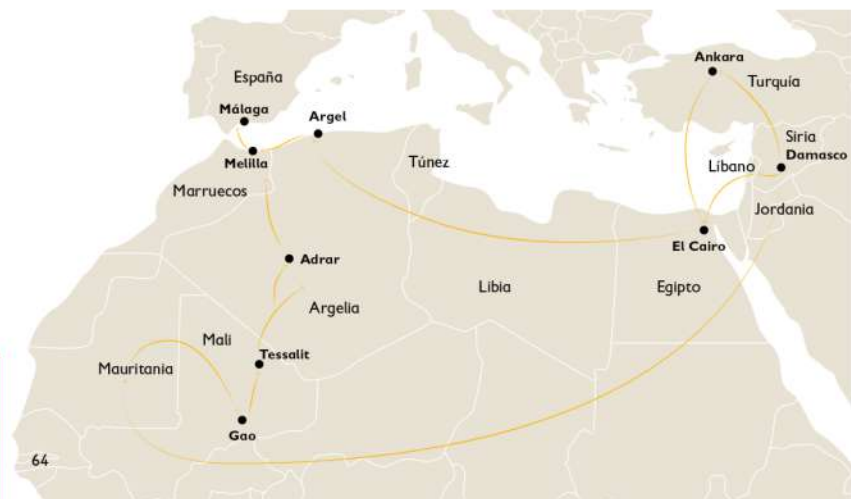 España
Málaga
Argel
Melilla
Marruecos
Túnez
Ankara
Turquía
Siria
Damasco
Líbano
Jordania
El Cairo
Adrar
Argelia
Libia
Egipto
Mali
Tessalit
Mauritania
Gao
64